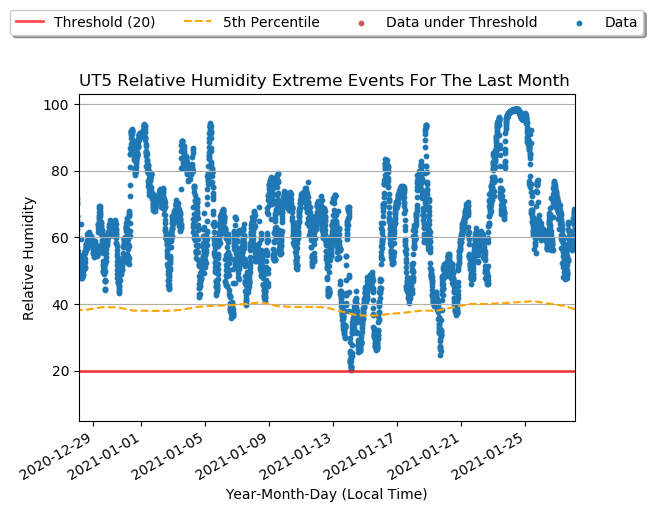 Threshold (20) 5th Percentile Data under Threshold Data
UT5 Relative Humidity Extreme Events For The Last Month
100
80
60
40
20
Relative Humidity
2020-12-29 2021-01-01 2021-01-05 2021-01-09 2021-01-13 2021-01-17 2021-01-21 2021-01-25
Year-Month-Day (Local Time)